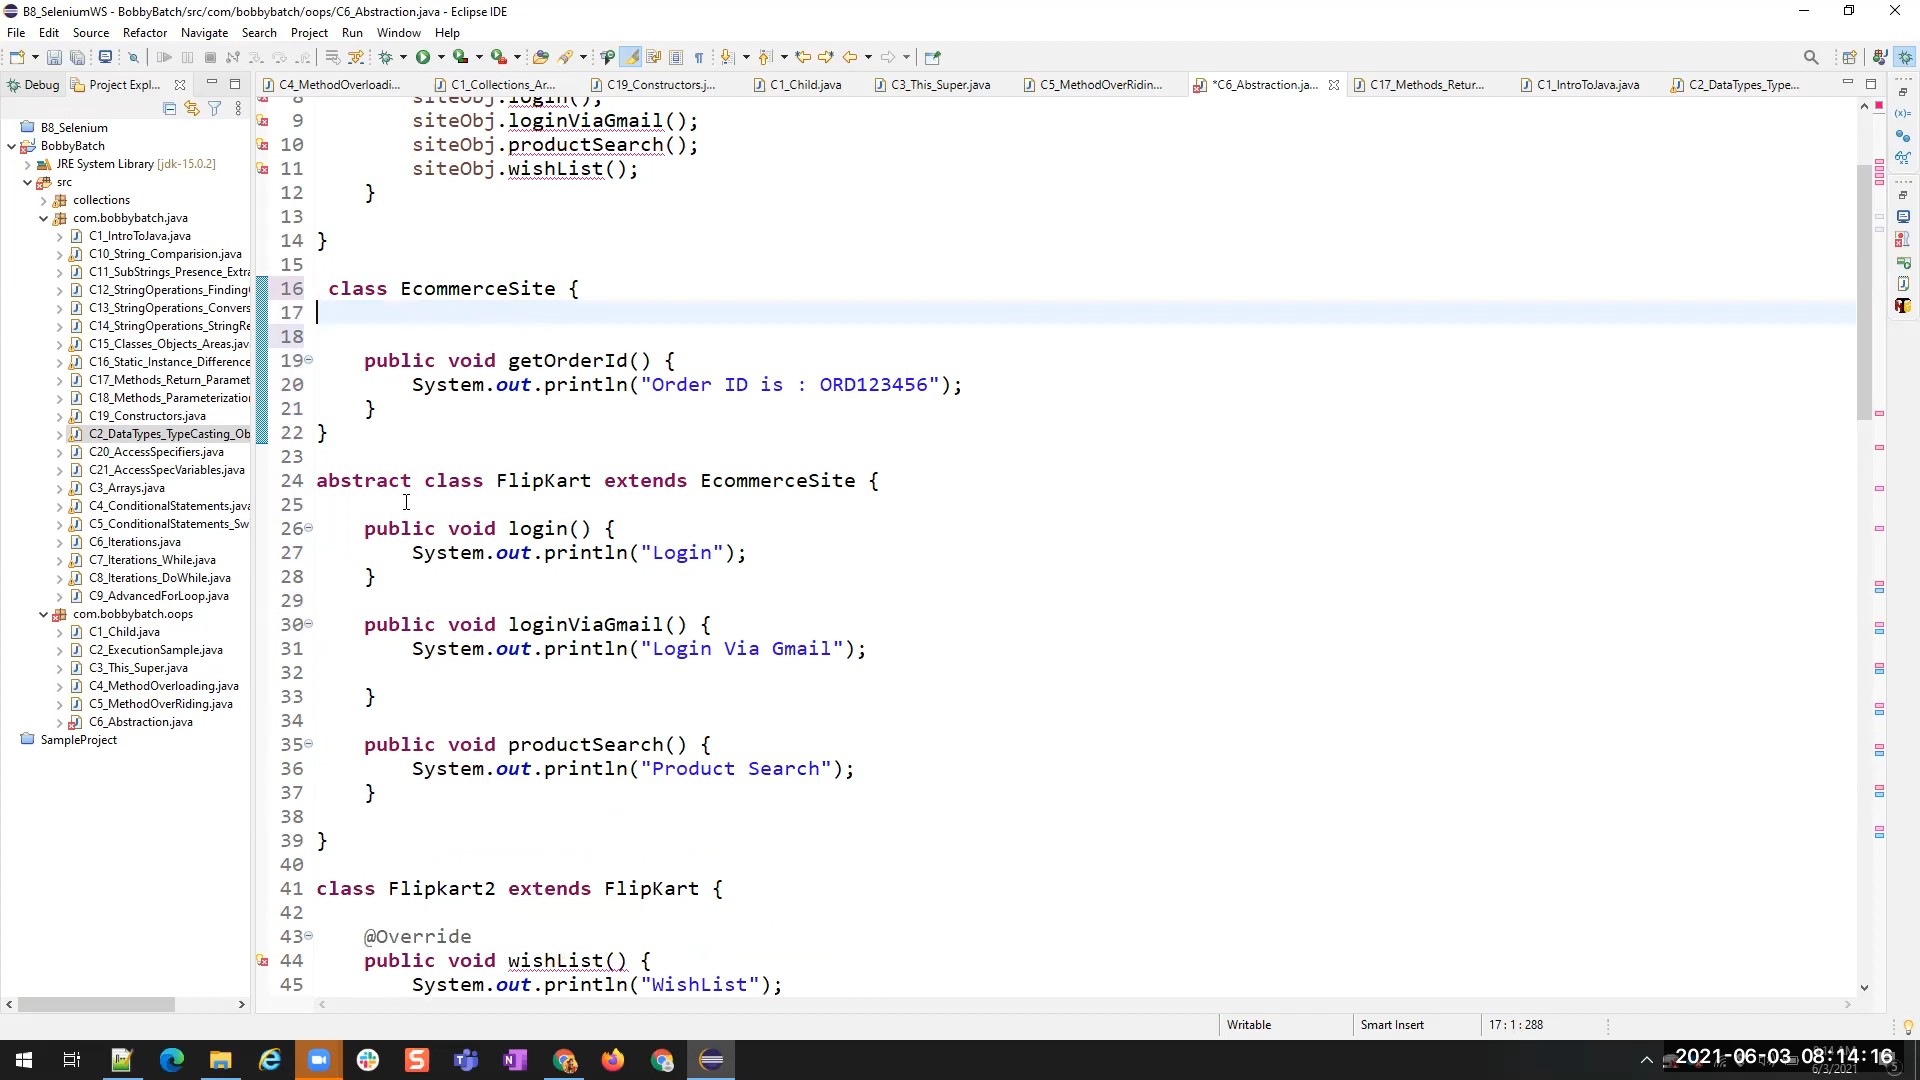 B8_SeleniumWS - BobbyBatch/src/com/bobbybatch/oops/C6_Abstraction.java - Eclipse IDE
File Edit Source Refactor Navigate Search Project Run Window Help
Debug Project Expl...
C4_MethodOverloadi... C1_Collections_Ar... C19_Constructors.j... C1_Child.java C3_This_Super.java C5_MethodOverRidin... *C6_Abstraction.ja... C17_Methods_Retur... C1_IntroToJava.java C2_DataTypes_Type...
B8_Selenium
BobbyBatch
JRE System Library [jdk-15.0.2]
src
collections
com.bobbybatch.java
C1_IntroToJava.java
C10_String_Comparision.java
C11_SubStrings_Presence_Extra
C12_StringOperations_Finding
C13_StringOperations_Convers
C14_StringOperations_StringRe
C15_Classes_Objects_Areas.jav
C16_Static_Instance_Difference
C17_Methods_Return_Paramet
C18_Methods_Parameterizatio
C19_Constructors.java
C2_DataTypes_TypeCasting_Ob
C20_AccessSpecifiers.java
C21_AccessSpecVariables.java
C3_Arrays.java
C4_ConditionalStatements.java
C5_ConditionalStatements_Sw
C6_Iterations.java
C7_Iterations_While.java
C8_Iterations_DoWhile.java
C9_AdvancedForLoop.java
com.bobbybatch.oops
C1_Child.java
C2_ExecutionSample.java
C3_This_Super.java
C4_MethodOverloading.java
C5_MethodOverRiding.java
C6_Abstraction.java
SampleProject
8 siteObj.login();
9 siteObj.loginViaGmail();
10 siteObj.productSearch();
11 siteObj.wishList();
12 }
13
14 }
15
16 class EcommerceSite {
17
18
19 public void getOrderId() {
20 System.out.println("Order ID is : ORD123456");
21 }
22 }
23
24 abstract class FlipKart extends EcommerceSite {
25
26 public void login() {
27 System.out.println("Login");
28 }
29
30 public void loginViaGmail() {
31 System.out.println("Login Via Gmail");
32
33 }
34
35 public void productSearch() {
36 System.out.println("Product Search");
37 }
38
39 }
40
41 class Flipkart2 extends FlipKart {
42
43 @Override
44 public void wishList() {
45 System.out.println("WishList");
Writable Smart Insert 17 : 1 : 288
2021-06-03 08:14:16
6/3/2021